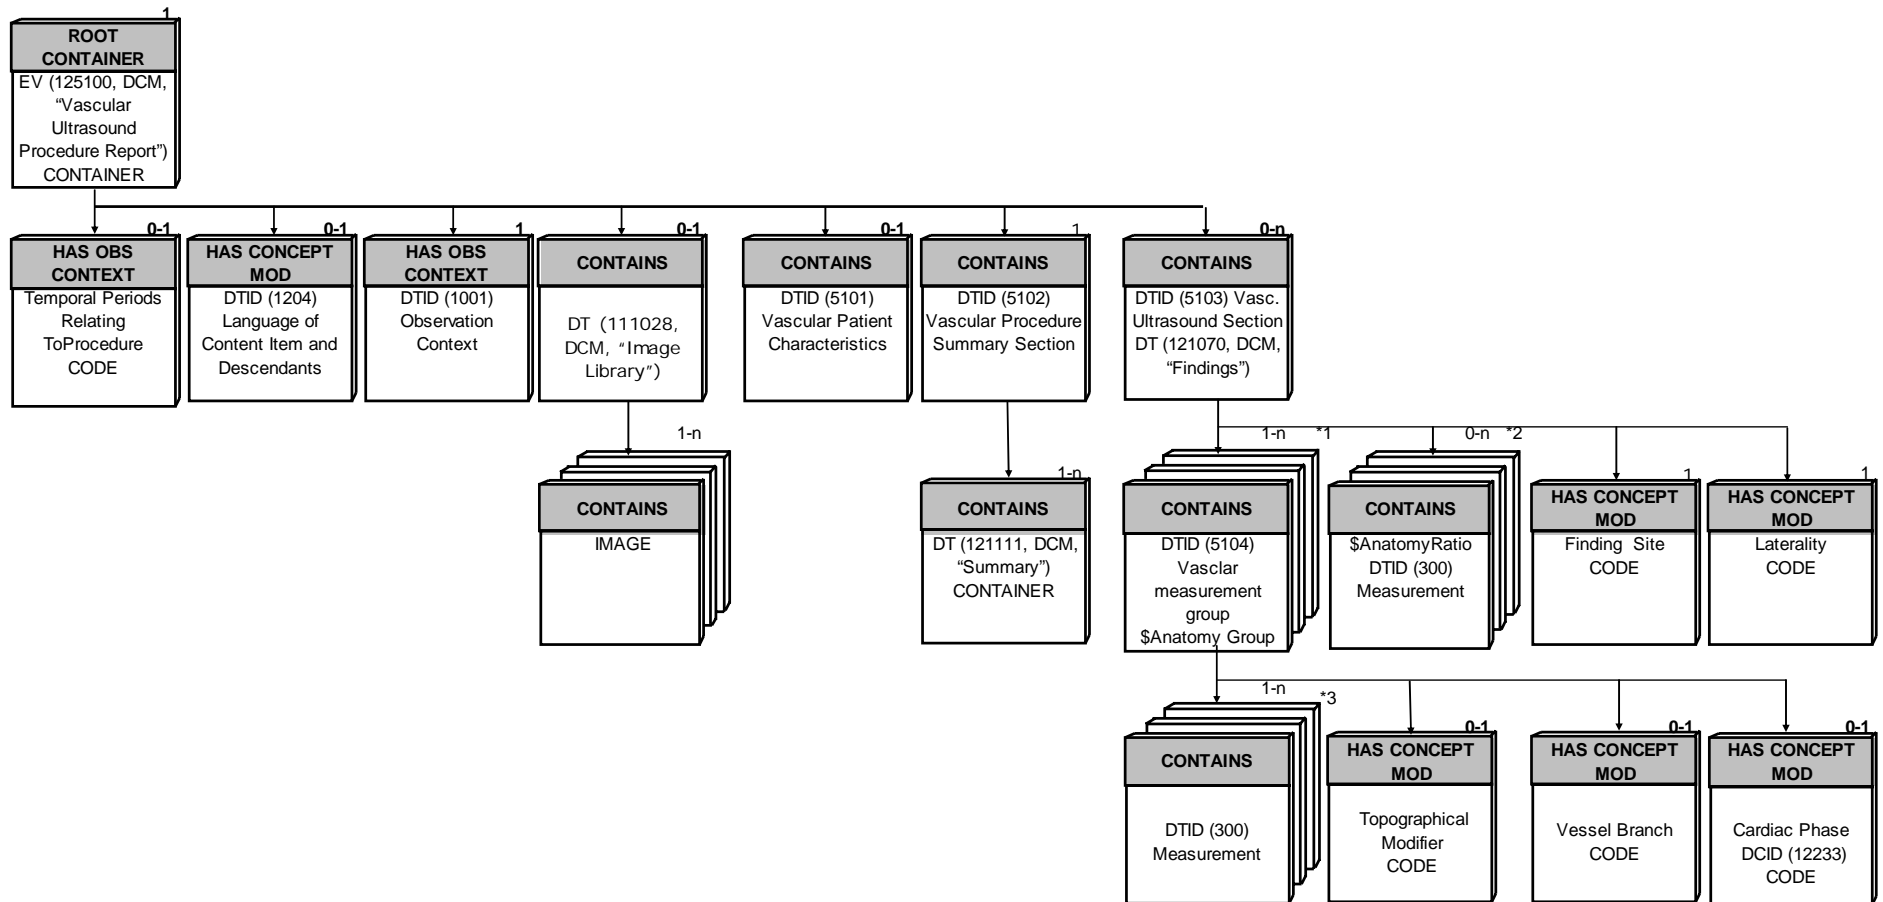 1
ROOT
CONTAINER
EV (125100, DCM,
“Vascular
Ultrasound
Procedure Report”)
CONTAINER
0-1
HAS OBS
CONTEXT
Temporal Periods
Relating
ToProcedure
CODE
0-1
HAS CONCEPT
MOD
DTID (1204)
Language of
Content Item and
Descendants
1
HAS OBS
CONTEXT
DTID (1001)
Observation
Context
0-1
CONTAINS
DT (111028,
DCM, “Image
Library”)
0-1
CONTAINS
DTID (5101)
Vascular Patient
Characteristics
1
CONTAINS
DTID (5102)
Vascular Procedure
Summary Section
0-n
CONTAINS
DTID (5103) Vasc.
Ultrasound Section
DT (121070, DCM,
“Findings”)
1-n
CONTAINS
IMAGE
1-n
CONTAINS
DT (121111, DCM,
“Summary”)
CONTAINER
1-n *1
CONTAINS
DTID (5104)
Vasclar
measurement
group
$Anatomy Group
0-n *2
CONTAINS
$AnatomyRatio
DTID (300)
Measurement
1
HAS CONCEPT
MOD
Finding Site
CODE
1
HAS CONCEPT
MOD
Laterality
CODE
1-n *3
CONTAINS
DTID (300)
Measurement
0-1
HAS CONCEPT
MOD
Topographical
Modifier
CODE
0-1
HAS CONCEPT
MOD
Vessel Branch
CODE
0-1
HAS CONCEPT
MOD
Cardiac Phase
DCID (12233)
CODE